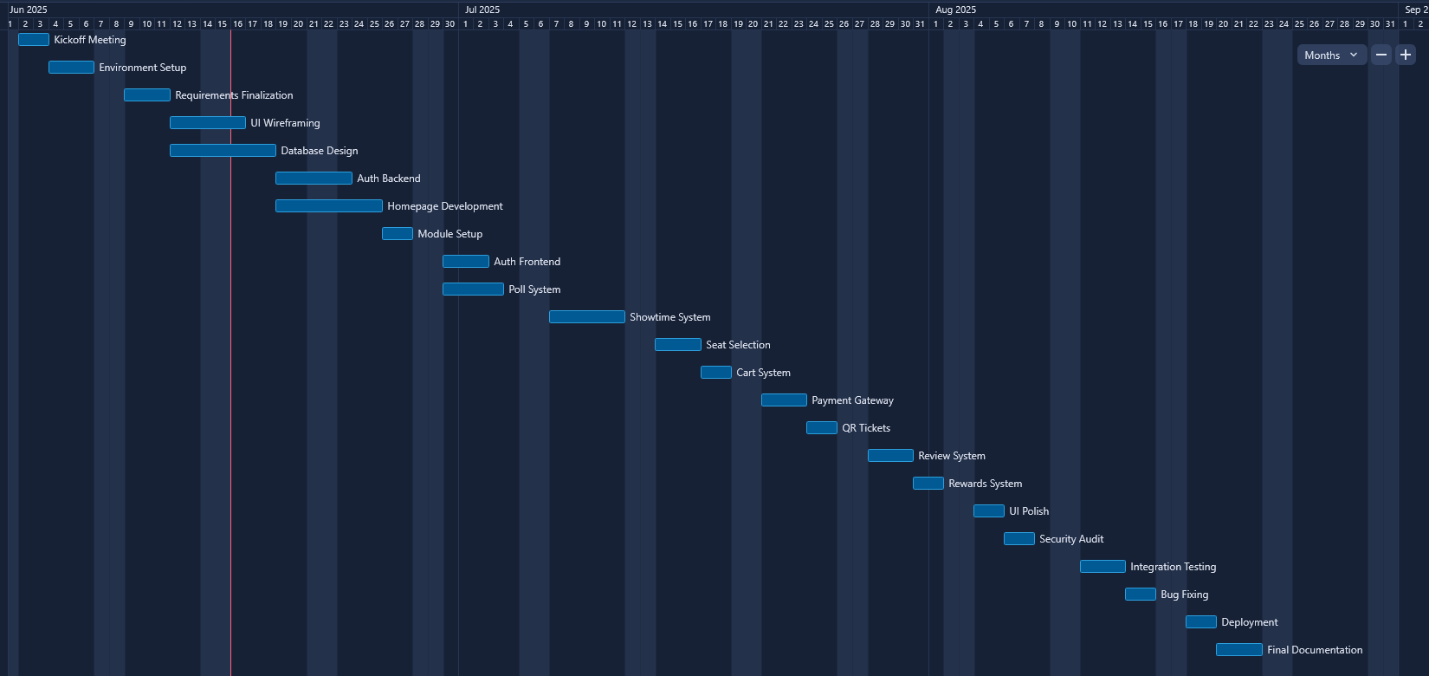 Jun 2025 Jul 2025 Aug 2025 Sep 2
1 2 3 4 5 6 7 8 9 10 11 12 13 14 15 16 17 18 19 20 21 22 23 24 25 26 27 28 29 30 1 2 3 4 5 6 7 8 9 10 11 12 13 14 15 16 17 18 19 20 21 22 23 24 25 26 27 28 29 30 31 1 2 3 4 5 6 7 8 9 10 11 12 13 14 15 16 17 18 19 20 21 22 23 24 25 26 27 28 29 30 31 1 2
Kickoff Meeting
Months
Environment Setup
Requirements Finalization
UI Wireframing
Database Design
Auth Backend
Homepage Development
Module Setup
Auth Frontend
Poll System
Showtime System
Seat Selection
Cart System
Payment Gateway
QR Tickets
Review System
Rewards System
UI Polish
Security Audit
Integration Testing
Bug Fixing
Deployment
Final Documentation